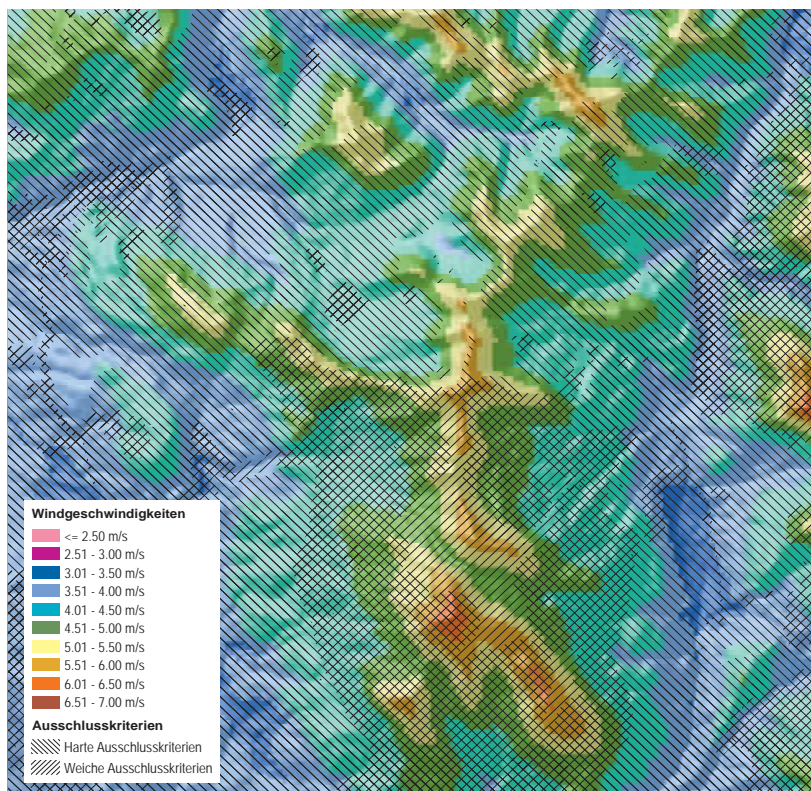 Windgeschwindigkeiten
<= 2.50 m/s
2.51 - 3.00 m/s
3.01 - 3.50 m/s
3.51 - 4.00 m/s
4.01 - 4.50 m/s
4.51 - 5.00 m/s
5.01 - 5.50 m/s
5.51 - 6.00 m/s
6.01 - 6.50 m/s
6.51 - 7.00 m/s
Ausschlusskriterien
Harte Ausschlusskriterien
Weiche Ausschlusskriterien